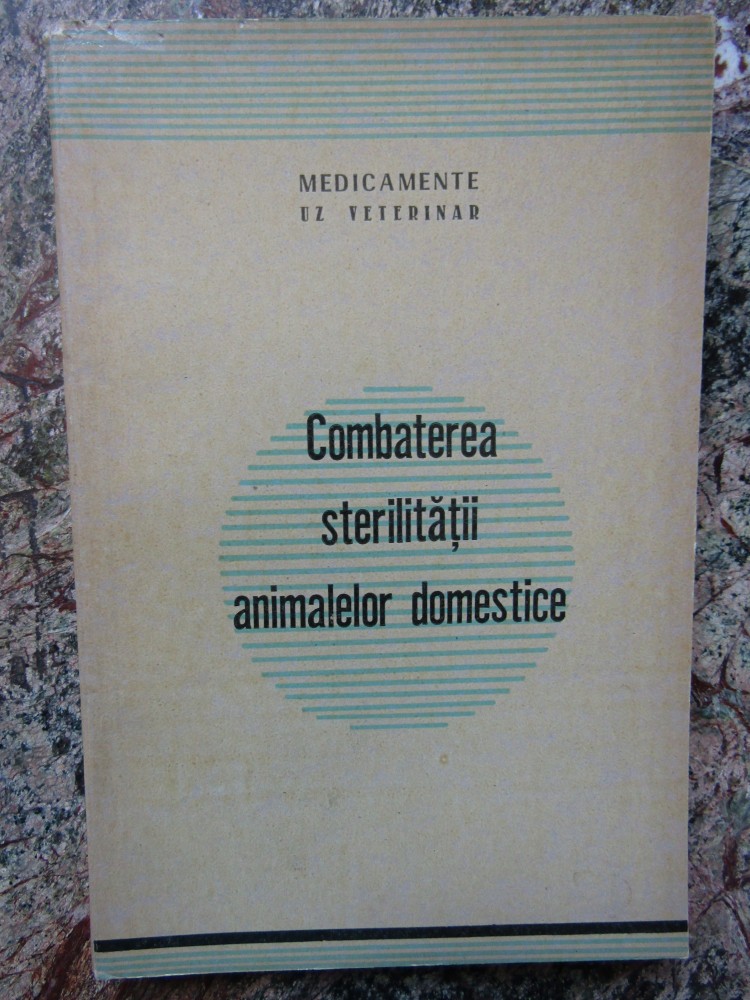 MEDICAMENTE
UZ VETERINAR
Combaterea
sterilității
animalelor domestice